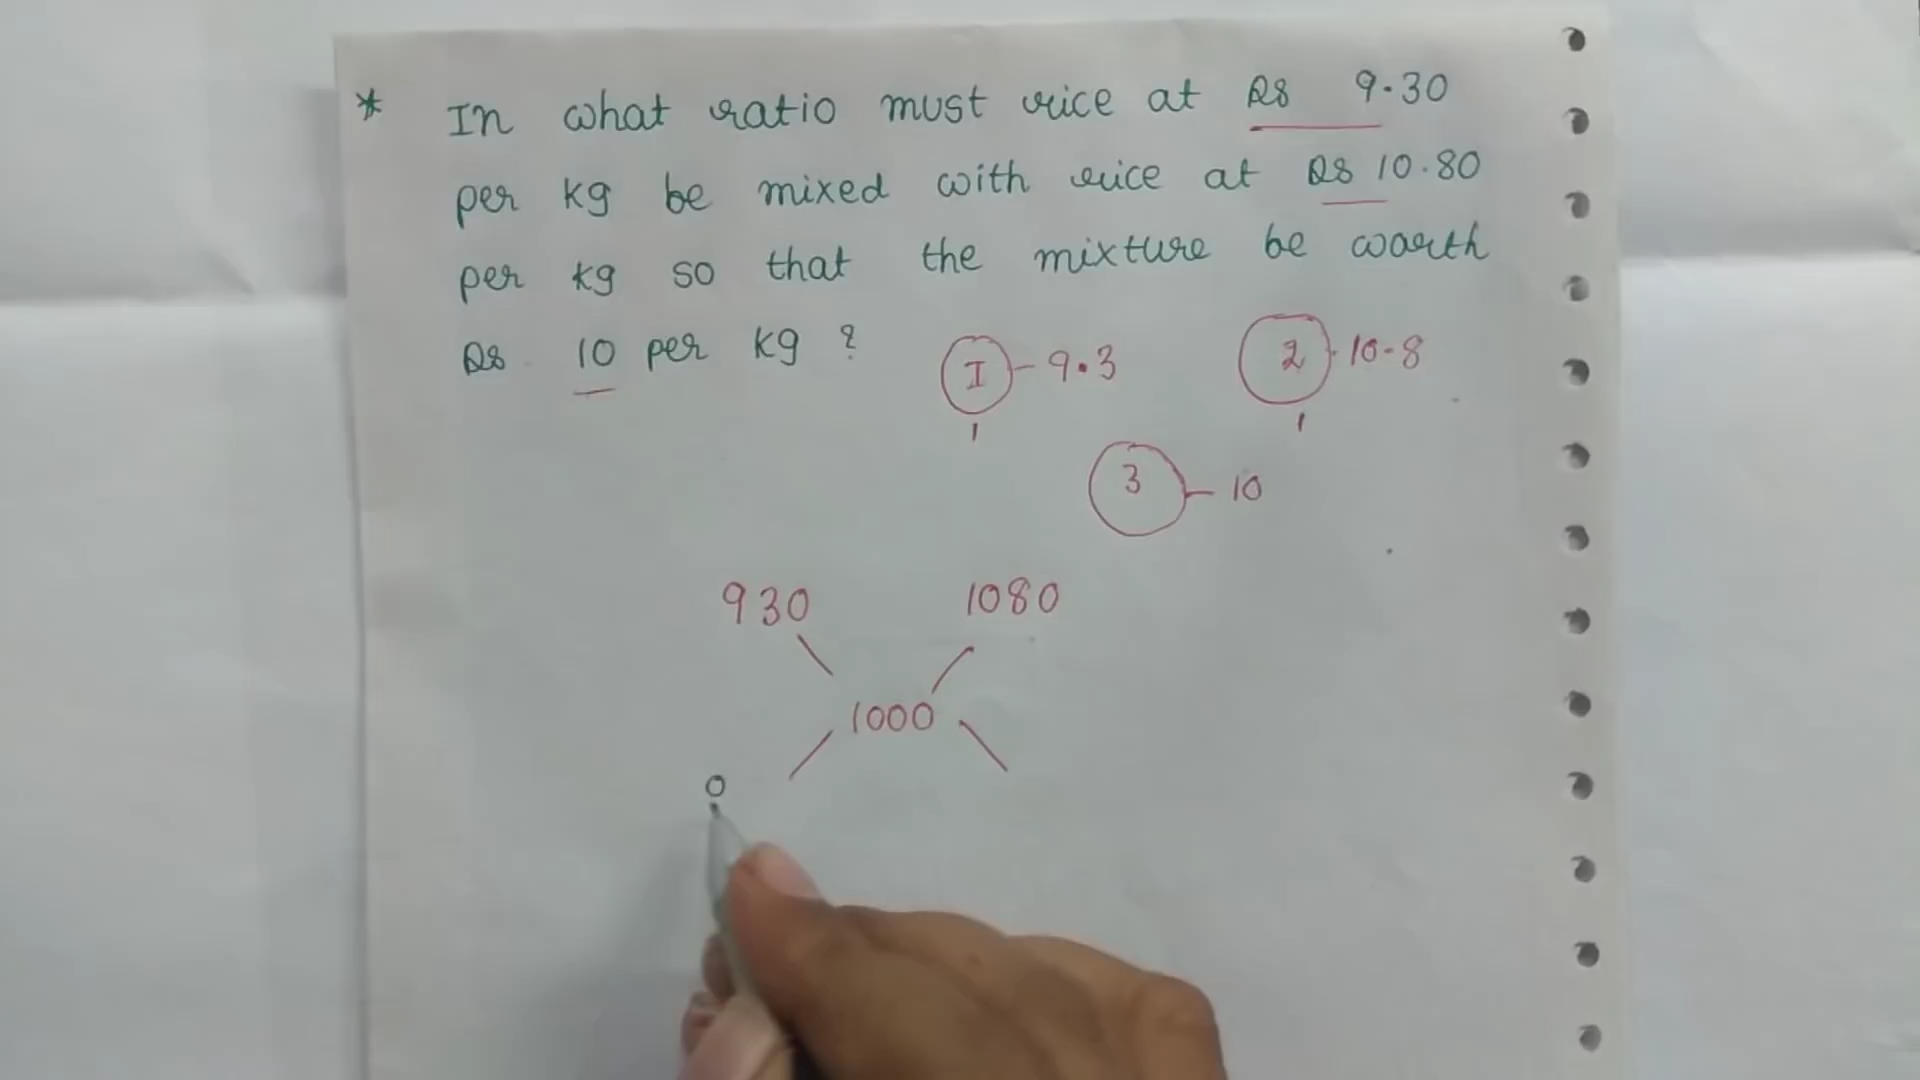 * In what ratio must rice at Rs 9.30
per kg be mixed with rice at Rs 10.80
per kg so that the mixture be worth
Rs 10 per kg ?
I - 9.3
2 - 10.8
1
1
3 - 10
930 1080
1000
0